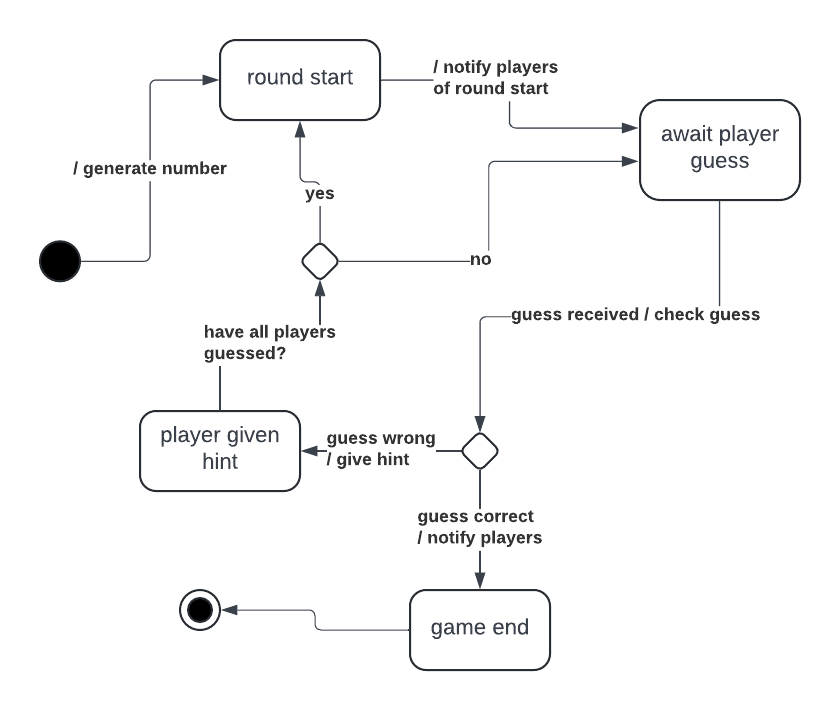 round start
/ notify players
of round start
await player
guess
/ generate number
yes
no
guess received / check guess
have all players
guessed?
player given
hint
guess wrong
/ give hint
guess correct
/ notify players
game end